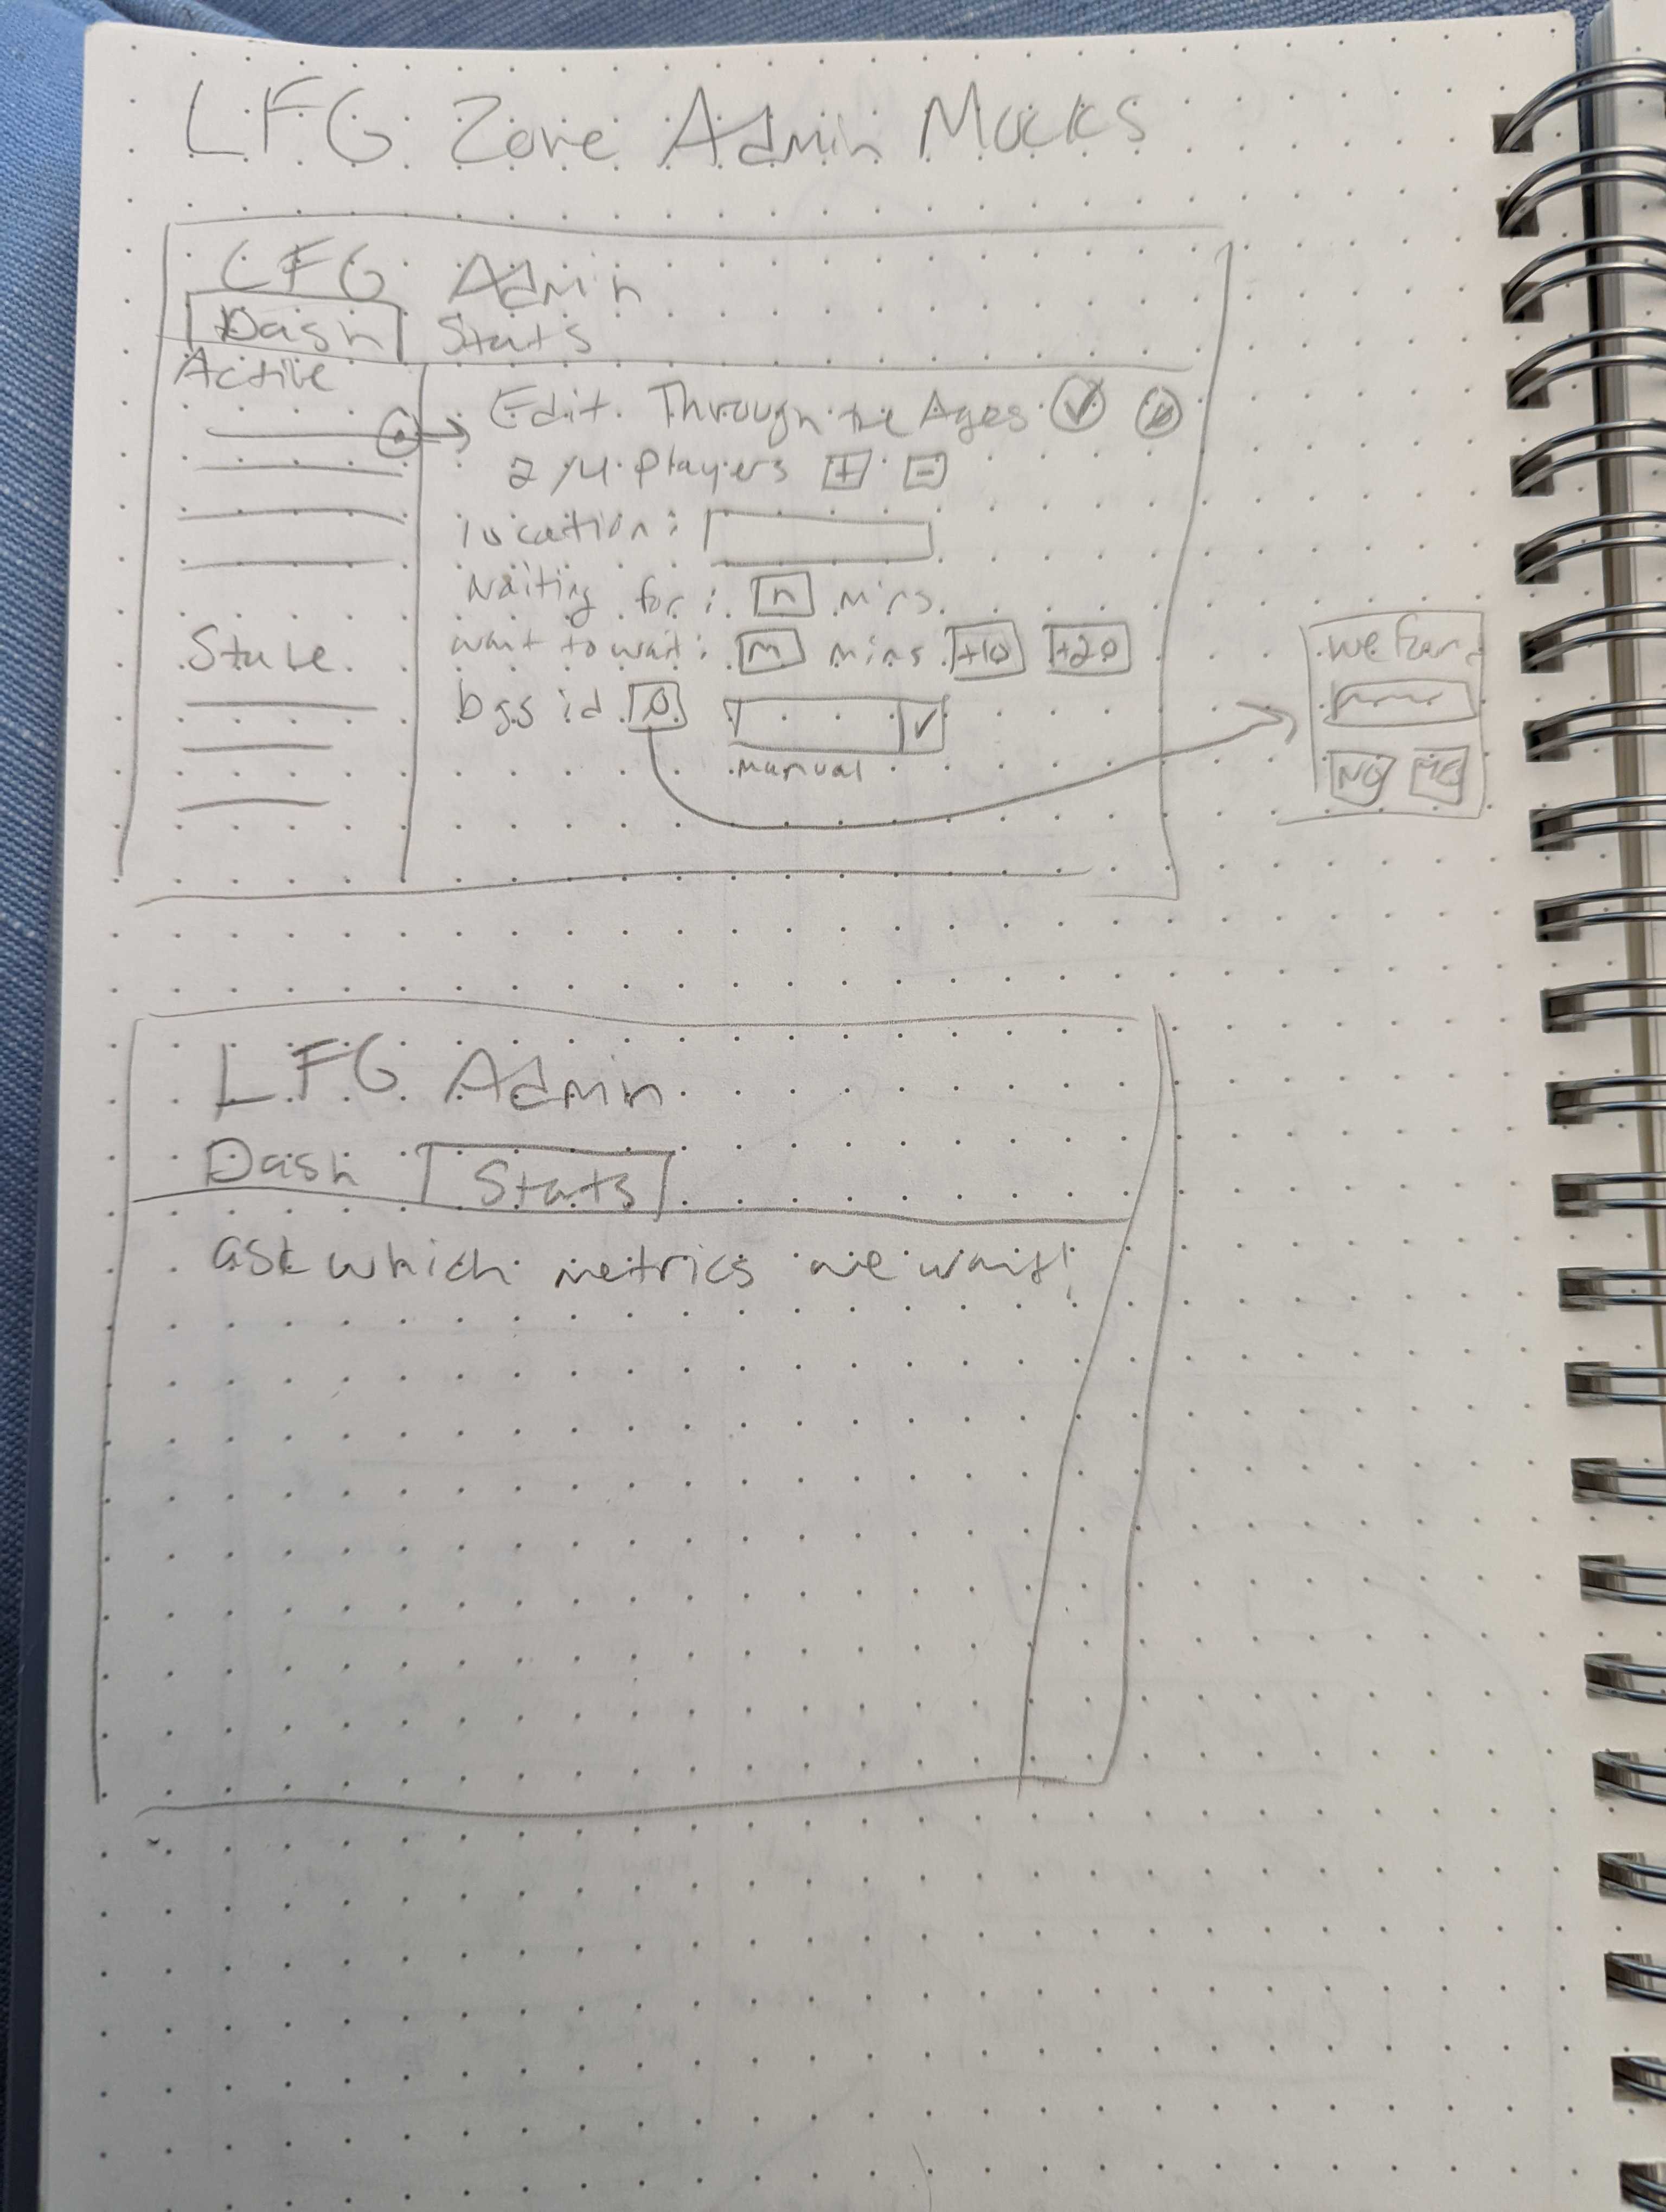 LFG Zone Admin Mocks
LFG Admin
Dash Stats
Active
Edit. Through the Ages
2/4 Players + -
location:
Waiting for: n mins
want to wait: m mins +10 +20
Stale
bgg id
manual
we found
NO
LFG Admin
Dash Stats
ask which metrics we want!